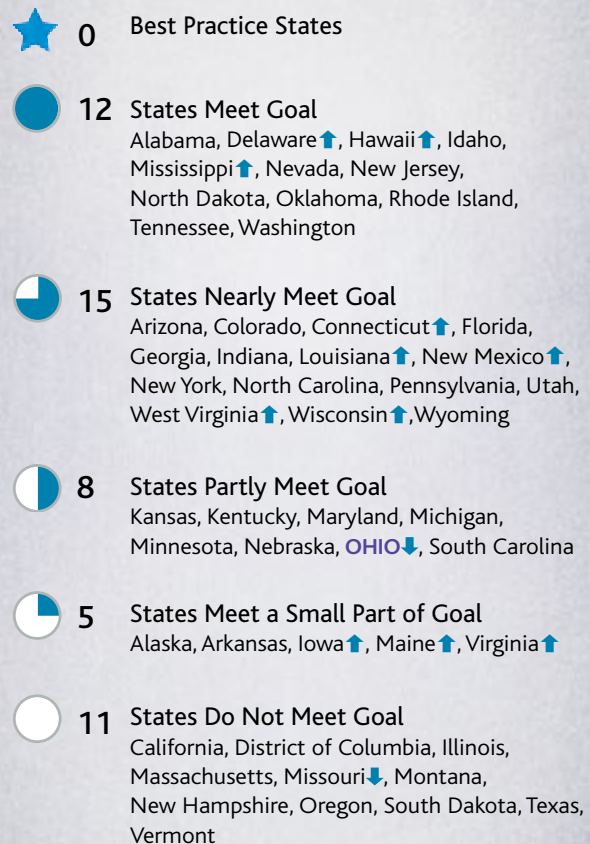 0 Best Practice States
12 States Meet Goal
Alabama, Delaware⬆, Hawaii⬆, Idaho,
Mississippi⬆, Nevada, New Jersey,
North Dakota, Oklahoma, Rhode Island,
Tennessee, Washington
15 States Nearly Meet Goal
Arizona, Colorado, Connecticut⬆, Florida,
Georgia, Indiana, Louisiana⬆, New Mexico⬆,
New York, North Carolina, Pennsylvania, Utah,
West Virginia⬆, Wisconsin⬆,Wyoming
8 States Partly Meet Goal
Kansas, Kentucky, Maryland, Michigan,
Minnesota, Nebraska, OHIO⬇, South Carolina
5 States Meet a Small Part of Goal
Alaska, Arkansas, Iowa⬆, Maine⬆, Virginia⬆
11 States Do Not Meet Goal
California, District of Columbia, Illinois,
Massachusetts, Missouri⬇, Montana,
New Hampshire, Oregon, South Dakota, Texas,
Vermont